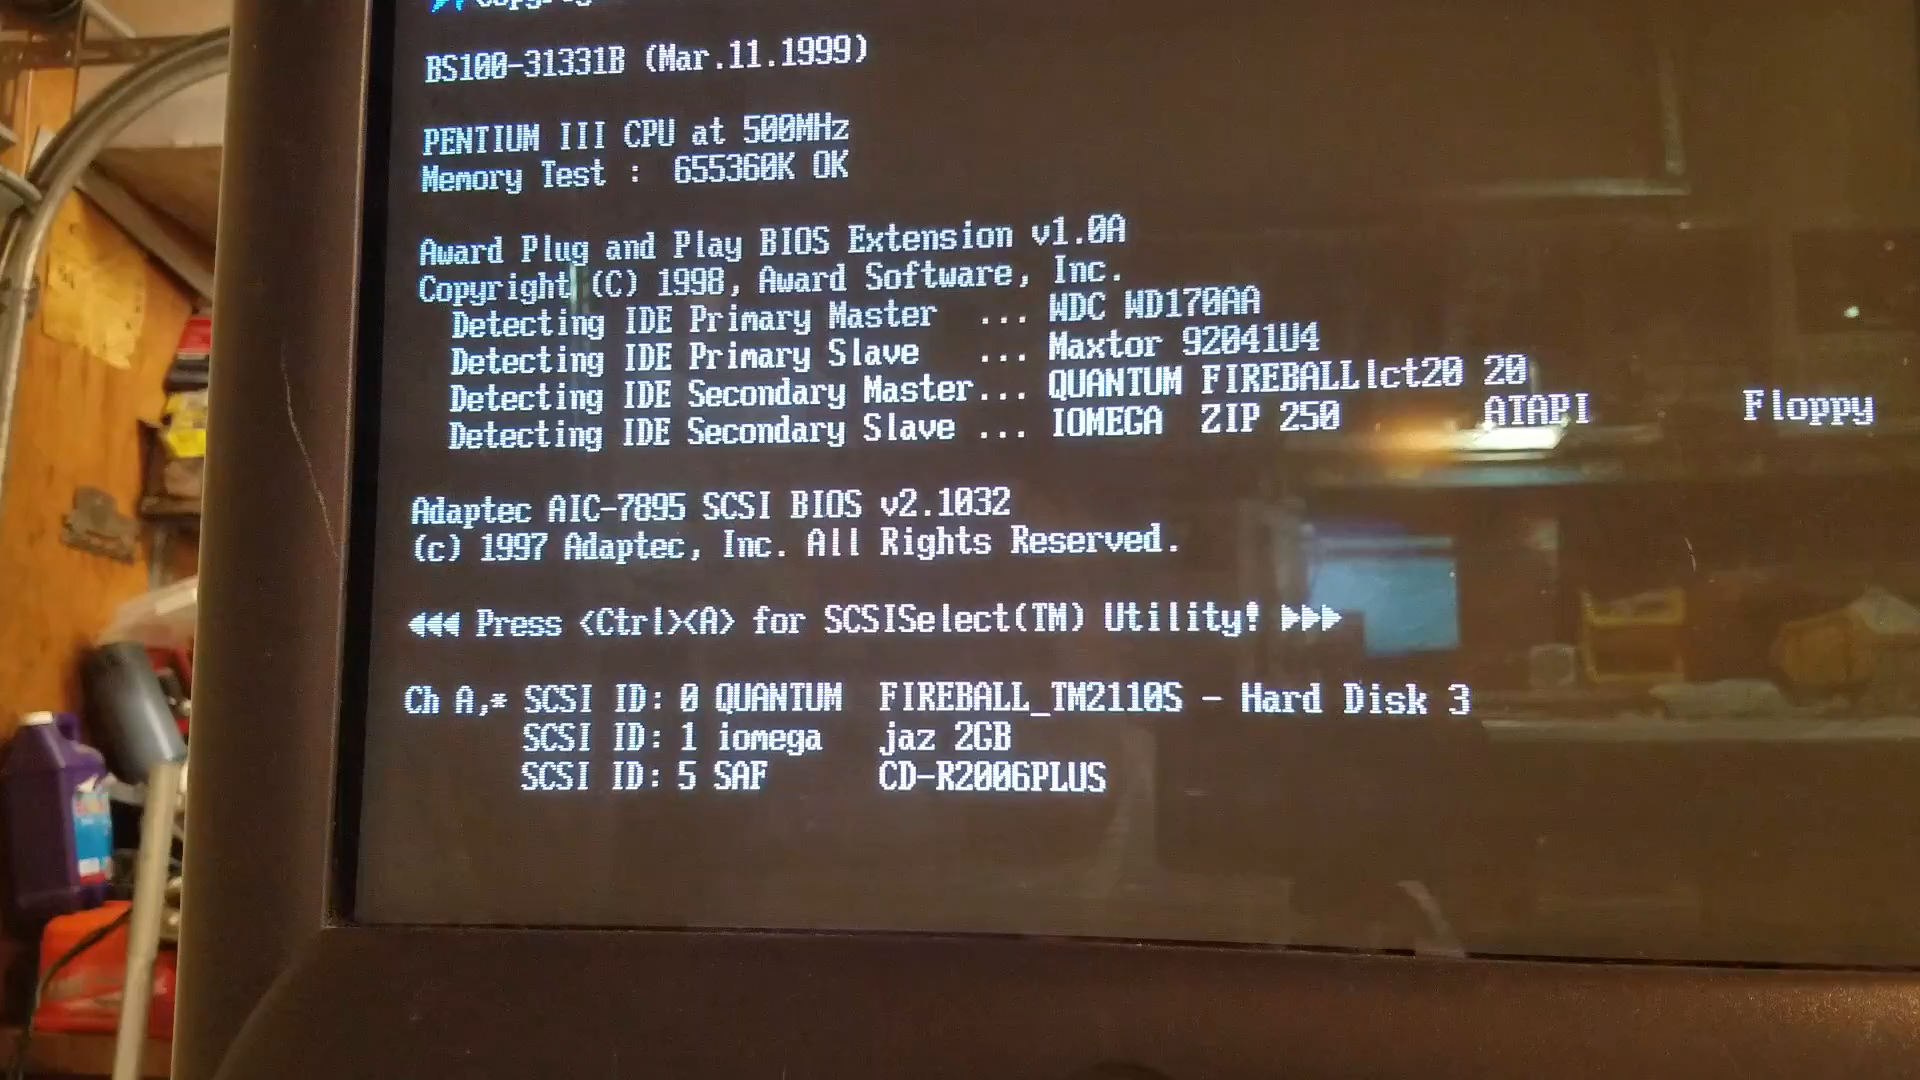 BS100-31331B (Mar.11.1999)
PENTIUM III CPU at 500MHz
Memory Test :  655360K OK
Award Plug and Play BIOS Extension v1.0A
Copyright (C) 1998, Award Software, Inc.
Detecting IDE Primary Master   ... WDC WD170AA
Detecting IDE Primary Slave    ... Maxtor 92041U4
Detecting IDE Secondary Master... QUANTUM FIREBALLlct20 20
Detecting IDE Secondary Slave ... IOMEGA  ZIP 250        ATAPI        Floppy
Adaptec AIC-7895 SCSI BIOS v2.1032
(c) 1997 Adaptec, Inc. All Rights Reserved.
◄◄◄ Press <Ctrl><A> for SCSISelect(TM) Utility! ►►►
Ch A,* SCSI ID: 0 QUANTUM  FIREBALL_TM2110S - Hard Disk 3
SCSI ID: 1 iomega   jaz 2GB
SCSI ID: 5 SAF      CD-R2006PLUS